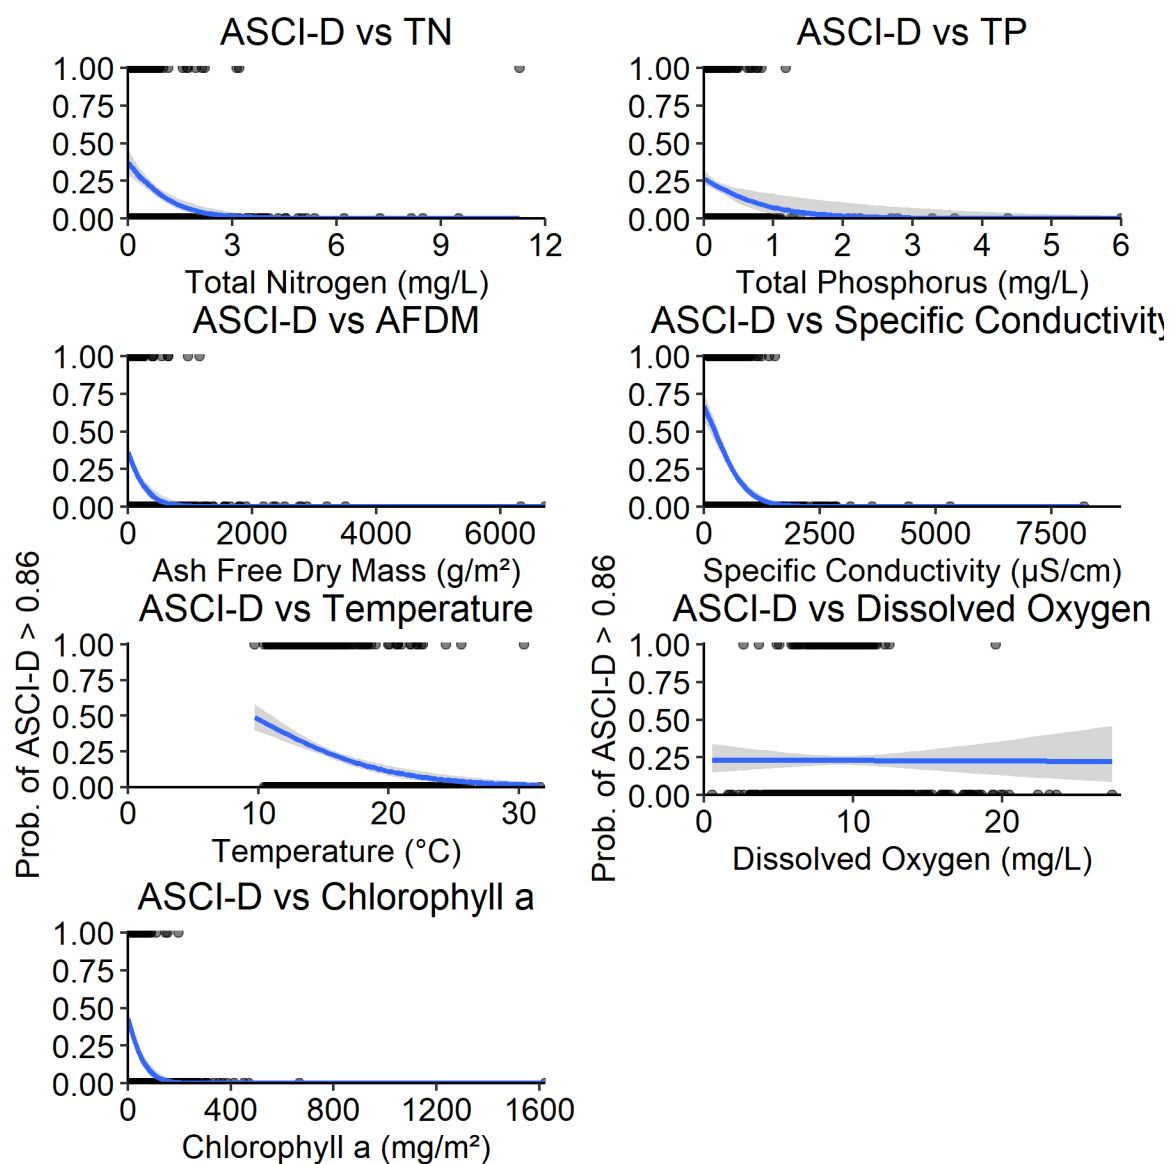 ASCI-D vs TN
1.00
0.75
0.50
0.25
0.00
0 3 6 9 12
Total Nitrogen (mg/L)
ASCI-D vs TP
1.00
0.75
0.50
0.25
0.00
0 1 2 3 4 5 6
Total Phosphorus (mg/L)
ASCI-D vs AFDM
1.00
0.75
0.50
0.25
0.00
0 2000 4000 6000
Ash Free Dry Mass (g/m²)
ASCI-D vs Specific Conductivity
1.00
0.75
0.50
0.25
0.00
0 2500 5000 7500
Specific Conductivity (µS/cm)
Prob. of ASCI-D > 0.86
ASCI-D vs Temperature
1.00
0.75
0.50
0.25
0.00
0 10 20 30
Temperature (°C)
Prob. of ASCI-D > 0.86
ASCI-D vs Dissolved Oxygen
1.00
0.75
0.50
0.25
0.00
0 10 20
Dissolved Oxygen (mg/L)
ASCI-D vs Chlorophyll a
1.00
0.75
0.50
0.25
0.00
0 400 800 1200 1600
Chlorophyll a (mg/m²)